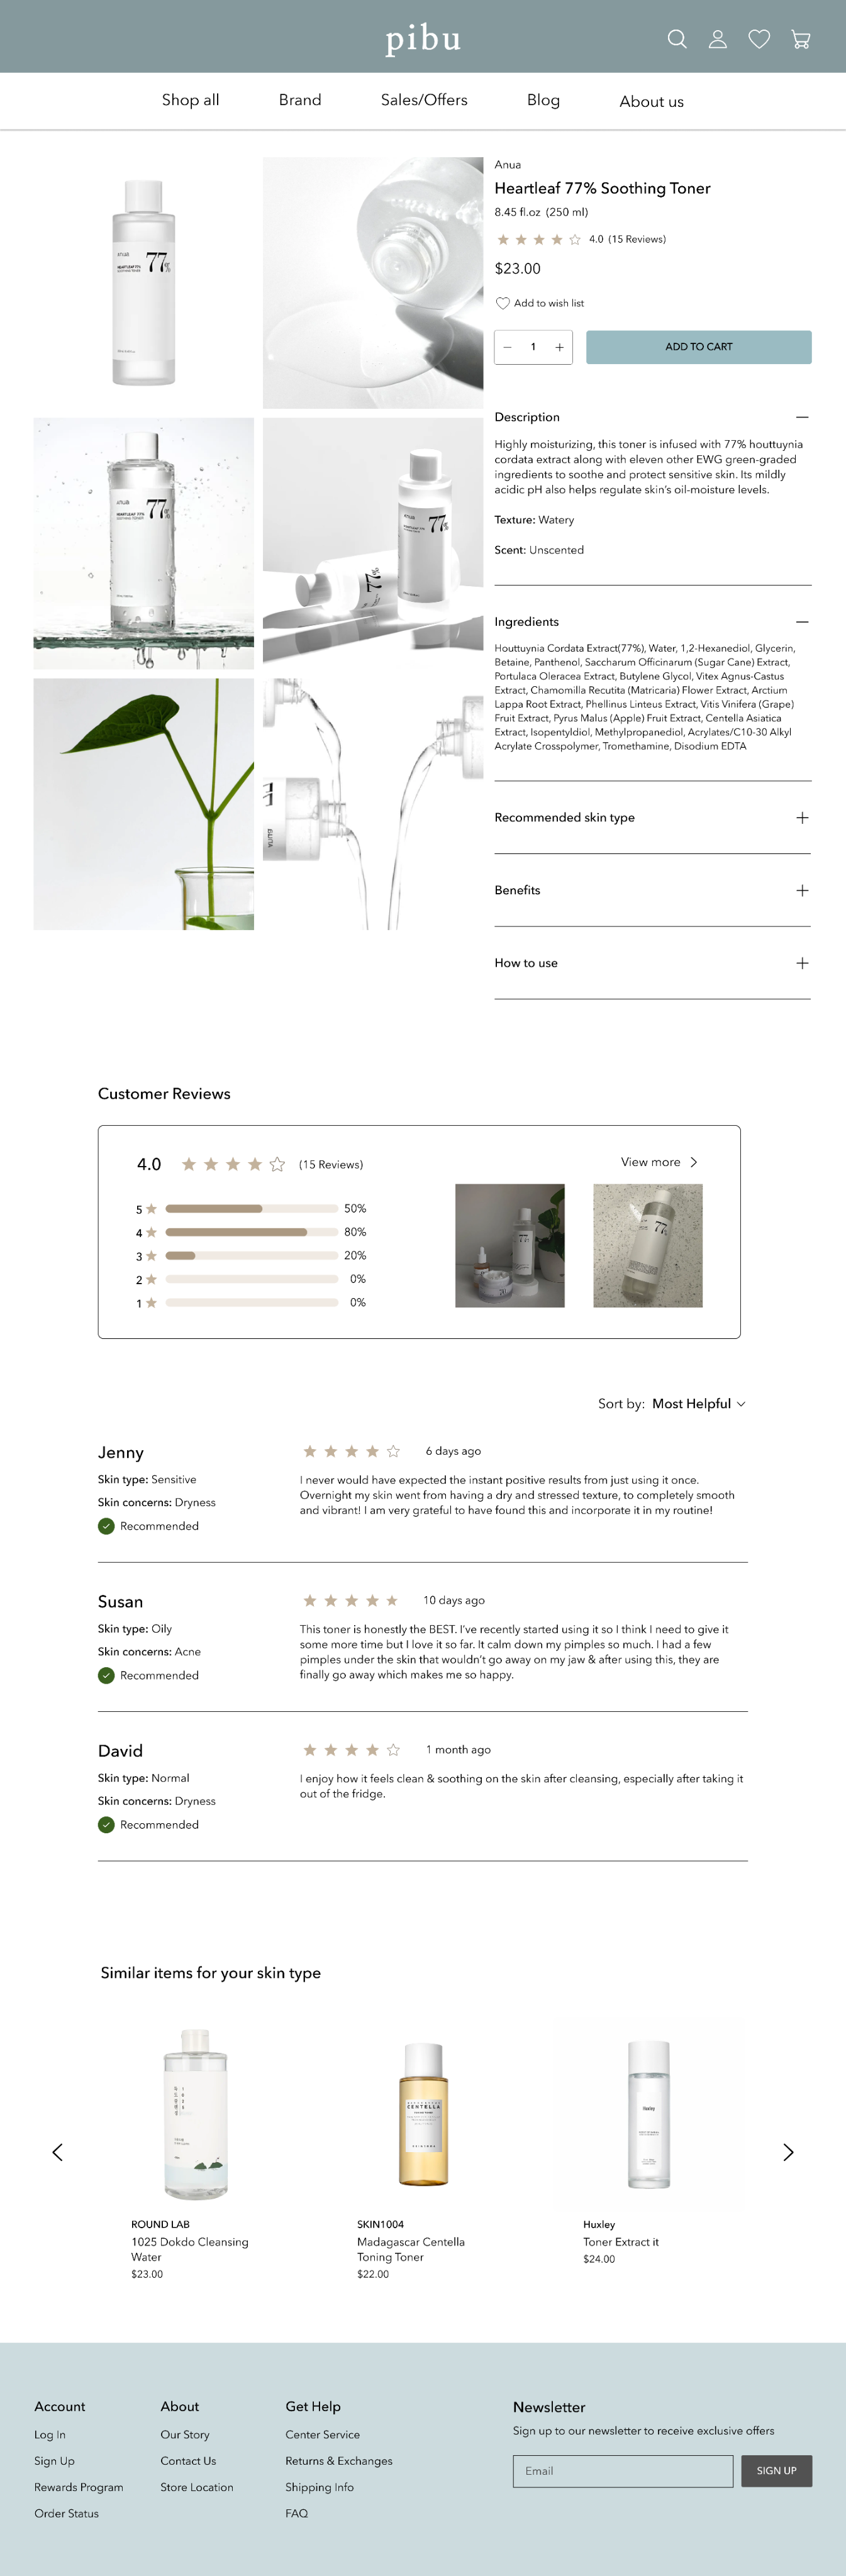 pibu
Shop all
Brand
Sales/Offers
Blog
About us
Anua
77%
HEARTLEAF 77%
SOOTHING TONER
Anua
77%
HEARTLEAF 77%
SOOTHING TONER
Anua
77%
77%
Anua
Heartleaf 77% Soothing Toner
8.45 fl.oz (250 ml)
4.0 (15 Reviews)
$23.00
Add to wish list
1
ADD TO CART
Description
Highly moisturizing, this toner is infused with 77% houttuynia
cordata extract along with eleven other EWG green-graded
ingredients to soothe and protect sensitive skin. Its mildly
acidic pH also helps regulate skin’s oil-moisture levels.
Texture: Watery
Scent: Unscented
Ingredients
Houttuynia Cordata Extract(77%), Water, 1,2-Hexanediol, Glycerin,
Betaine, Panthenol, Saccharum Officinarum (Sugar Cane) Extract,
Portulaca Oleracea Extract, Butylene Glycol, Vitex Agnus-Castus
Extract, Chamomilla Recutita (Matricaria) Flower Extract, Arctium
Lappa Root Extract, Phellinus Linteus Extract, Vitis Vinifera (Grape)
Fruit Extract, Pyrus Malus (Apple) Fruit Extract, Centella Asiatica
Extract, Isopentyldiol, Methylpropanediol, Acrylates/C10-30 Alkyl
Acrylate Crosspolymer, Tromethamine, Disodium EDTA
Recommended skin type
Benefits
How to use
Customer Reviews
4.0
(15 Reviews)
View more
5 50%
4 80%
3 20%
2 0%
1 0%
77%
Sort by: Most Helpful
Jenny
6 days ago
Skin type: Sensitive
Skin concerns: Dryness
Recommended
I never would have expected the instant positive results from just using it once.
Overnight my skin went from having a dry and stressed texture, to completely smooth
and vibrant! I am very grateful to have found this and incorporate it in my routine!
Susan
10 days ago
Skin type: Oily
Skin concerns: Acne
Recommended
This toner is honestly the BEST. I’ve recently started using it so I think I need to give it
some more time but I love it so far. It calm down my pimples so much. I had a few
pimples under the skin that wouldn’t go away on my jaw & after using this, they are
finally go away which makes me so happy.
David
1 month ago
Skin type: Normal
Skin concerns: Dryness
Recommended
I enjoy how it feels clean & soothing on the skin after cleansing, especially after taking it
out of the fridge.
Similar items for your skin type
CENTELLA
SKIN1004
Huxley
ROUND LAB
1025 Dokdo Cleansing
Water
$23.00
SKIN1004
Madagascar Centella
Toning Toner
$22.00
Huxley
Toner Extract it
$24.00
Account
Log In
Sign Up
Rewards Program
Order Status
About
Our Story
Contact Us
Store Location
Get Help
Center Service
Returns & Exchanges
Shipping Info
FAQ
Newsletter
Sign up to our newsletter to receive exclusive offers
Email
SIGN UP